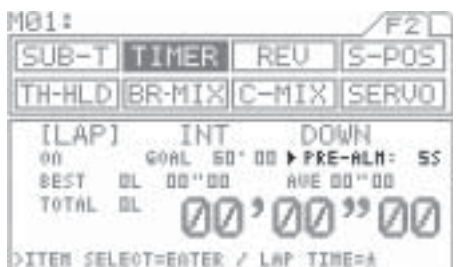 M01: F2
SUB-T TIMER REV S-POS
TH-HLD BR-MIX C-MIX SERVO
[LAP] INT DOWN
00 GOAL 60'00 ▶PRE-ALM: 5S
BEST 0L 00"00 AVE 00"00
TOTAL 0L 00'00"00
>ITEM SELECT=ENTER / LAP TIME=